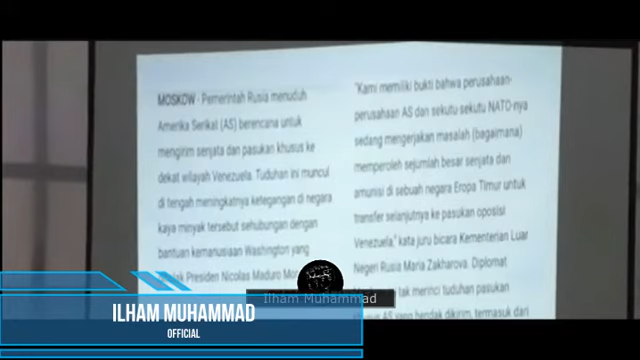 MOSKOW - Pemerintah Rusia menuduh
Amerika Serikat (AS) berencana untuk
mengirim senjata dan pasukan khusus ke
dekat wilayah Venezuela. Tuduhan ini muncul
di tengah meningkatnya ketegangan di negara
kaya minyak tersebut sehubungan dengan
bantuan kemanusiaan Washington yang
Presiden Nicolas Maduro
"Kami memiliki bukti bahwa perusahaan-
perusahaan AS dan sekutu-sekutu NATO-nya
sedang mengerjakan masalah (bagaimana)
memperoleh sejumlah besar senjata dan
amunisi di sebuah negara Eropa Timur untuk
transfer selanjutnya ke pasukan oposisi
Venezuela," kata juru bicara Kementerian Luar
Negeri Rusia Maria Zakharova. Diplomat
tak merinci tuduhan pasukan
AS yang hendak dikirim, termasuk dari
Ilham Muhammad
ILHAM MUHAMMAD
OFFICIAL